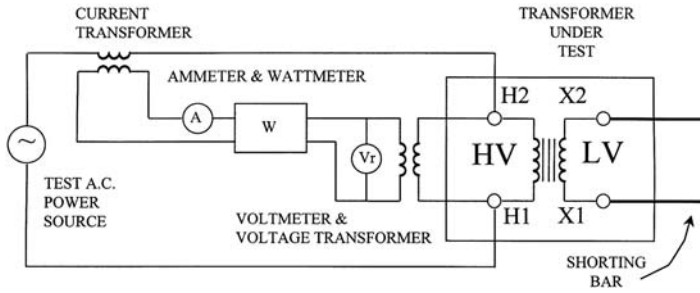 CURRENT
TRANSFORMER
TRANSFORMER
UNDER
TEST
AMMETER & WATTMETER
H2
X2
A
W
~
Vr
HV
LV
TEST A.C.
POWER
SOURCE
VOLTMETER &
VOLTAGE TRANSFORMER
H1
X1
SHORTING
BAR